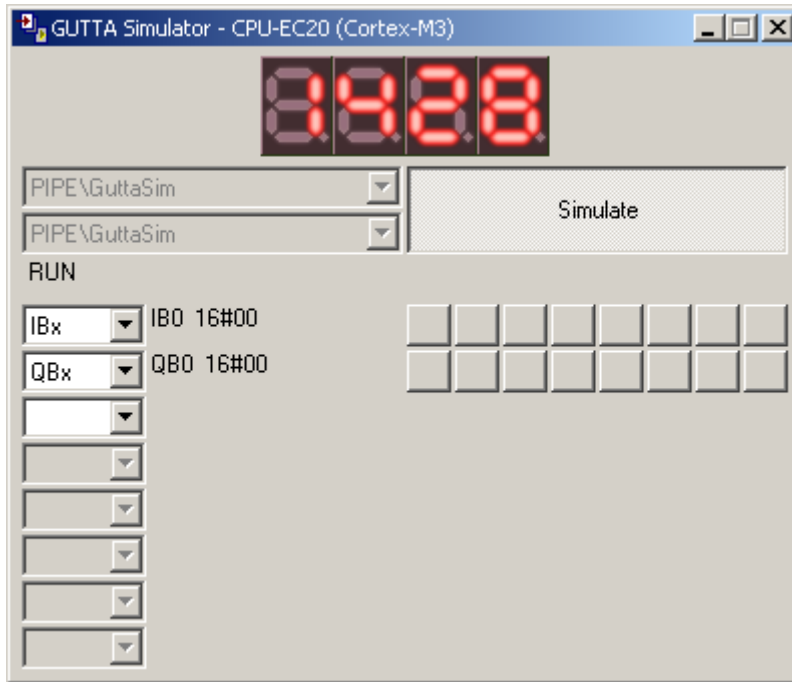 GUTTA Simulator - CPU-EC20 (Cortex-M3)
1428
PIPE\GuttaSim
Simulate
PIPE\GuttaSim
RUN
IBx IB0 16#00
QBx QB0 16#00